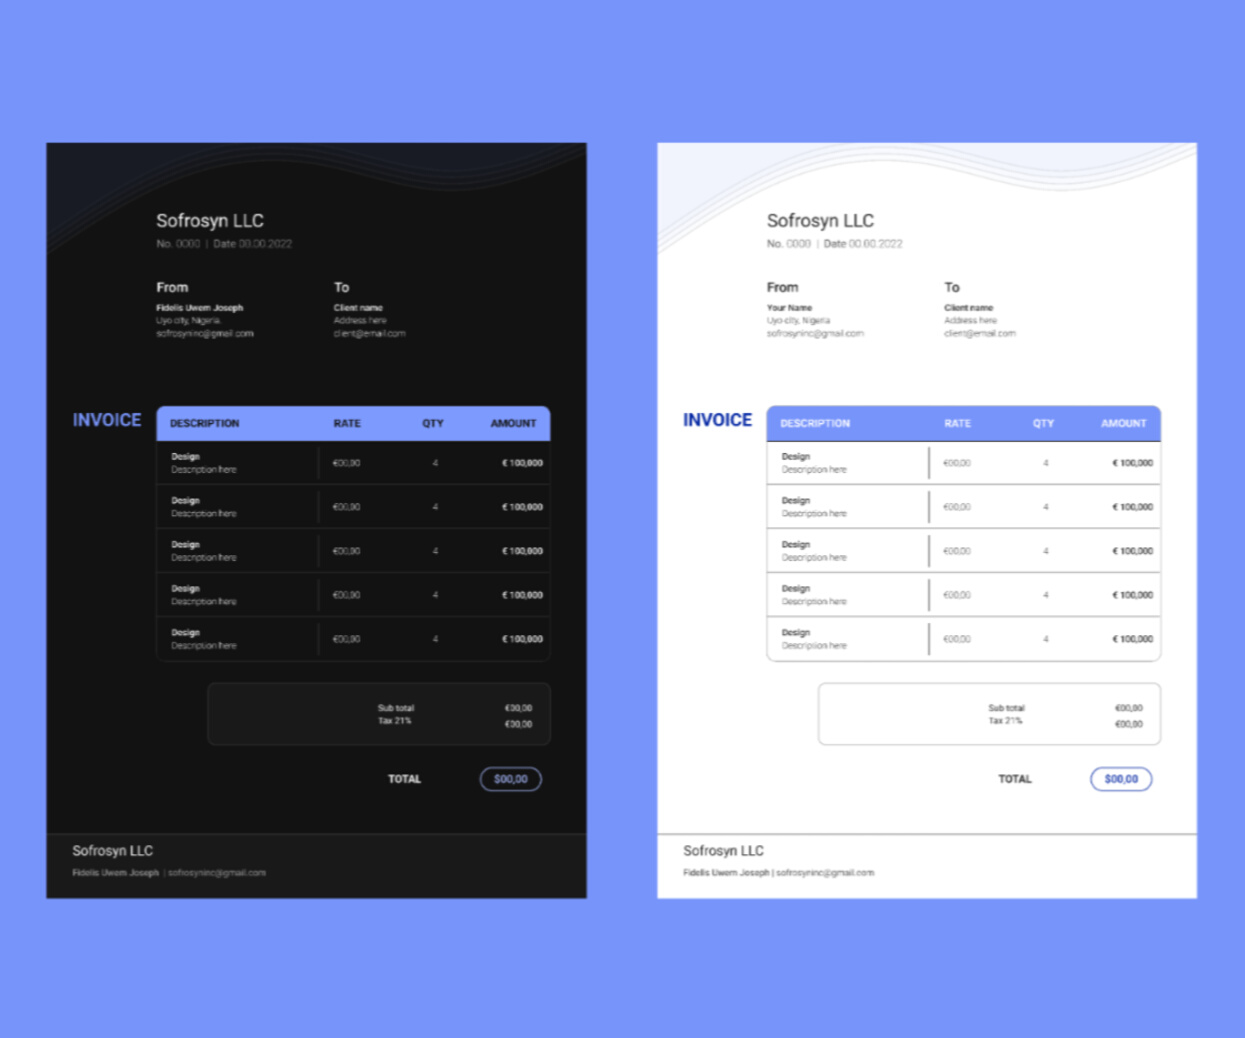 Sofrosyn LLC
No. 0000 | Date 00.00.2022
From
To
Fidelis Uwem Joseph
Client name
Uyo city, Nigeria.
Address here
sofrosyninc@gmail.com
client@email.com
INVOICE
DESCRIPTION RATE QTY AMOUNT
Design
Description here
€00,00 4 € 100,000
Design
Description here
€00,00 4 € 100,000
Design
Description here
€00,00 4 € 100,000
Design
Description here
€00,00 4 € 100,000
Design
Description here
€00,00 4 € 100,000
Sub total €00,00
Tax 21% €00,00
TOTAL $00,00
Sofrosyn LLC
Fidelis Uwem Joseph | sofrosyninc@gmail.com
Sofrosyn LLC
No. 0000 | Date 00.00.2022
From
To
Your Name
Client name
Uyo city, Nigeria
Address here
sofrosyninc@gmail.com
client@email.com
INVOICE
DESCRIPTION RATE QTY AMOUNT
Design
Description here
€00,00 4 € 100,000
Design
Description here
€00,00 4 € 100,000
Design
Description here
€00,00 4 € 100,000
Design
Description here
€00,00 4 € 100,000
Design
Description here
€00,00 4 € 100,000
Sub total €00,00
Tax 21% €00,00
TOTAL $00,00
Sofrosyn LLC
Fidelis Uwem Joseph | sofrosyninc@gmail.com